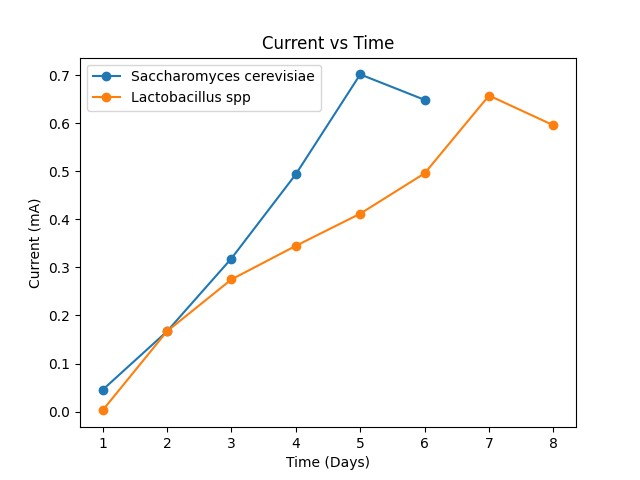 Current vs Time
Saccharomyces cerevisiae
Lactobacillus spp
Current (mA)
0.7
0.6
0.5
0.4
0.3
0.2
0.1
0.0
1 2 3 4 5 6 7 8
Time (Days)